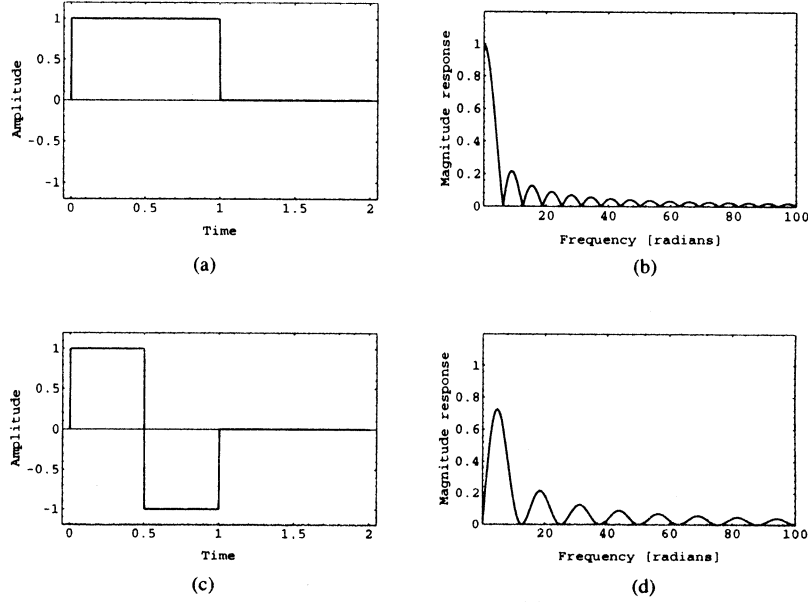 1
0.5
0
-0.5
-1
Amplitude
0 0.5 1 1.5 2
Time
(a)
1
0.8
0.6
0.4
0.2
0
Magnitude response
20 40 60 80 100
Frequency [radians]
(b)
1
0.5
0
-0.5
-1
Amplitude
0 0.5 1 1.5 2
Time
(c)
1
0.8
0.6
0.4
0.2
0
Magnitude response
20 40 60 80 100
Frequency [radians]
(d)